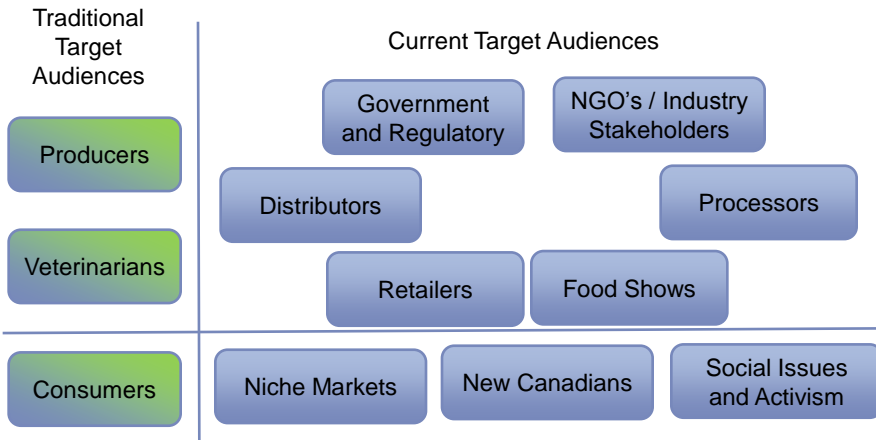 Traditional
Target
Audiences
Current Target Audiences
Producers
Veterinarians
Consumers
Government
and Regulatory
NGO's / Industry
Stakeholders
Distributors
Processors
Retailers
Food Shows
Niche Markets
New Canadians
Social Issues
and Activism